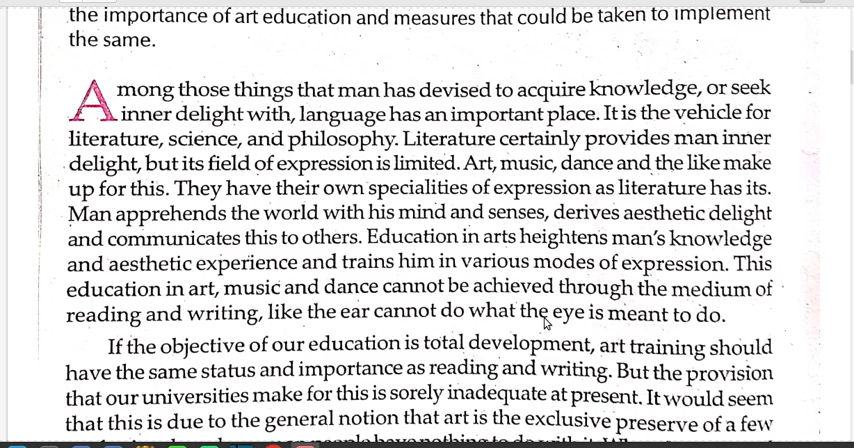 the importance of art education and measures that could be taken to implement
the same.
Among those things that man has devised to acquire knowledge, or seek
inner delight with, language has an important place. It is the vehicle for
literature, science, and philosophy. Literature certainly provides man inner
delight, but its field of expression is limited. Art, music, dance and the like make
up for this. They have their own specialities of expression as literature has its.
Man apprehends the world with his mind and senses, derives aesthetic delight
and communicates this to others. Education in arts heightens man's knowledge
and aesthetic experience and trains him in various modes of expression. This
education in art, music and dance cannot be achieved through the medium of
reading and writing, like the ear cannot do what the eye is meant to do.
If the objective of our education is total development, art training should
have the same status and importance as reading and writing. But the provision
that our universities make for this is sorely inadequate at present. It would seem
that this is due to the general notion that art is the exclusive preserve of a few
people have nothing to do with it.